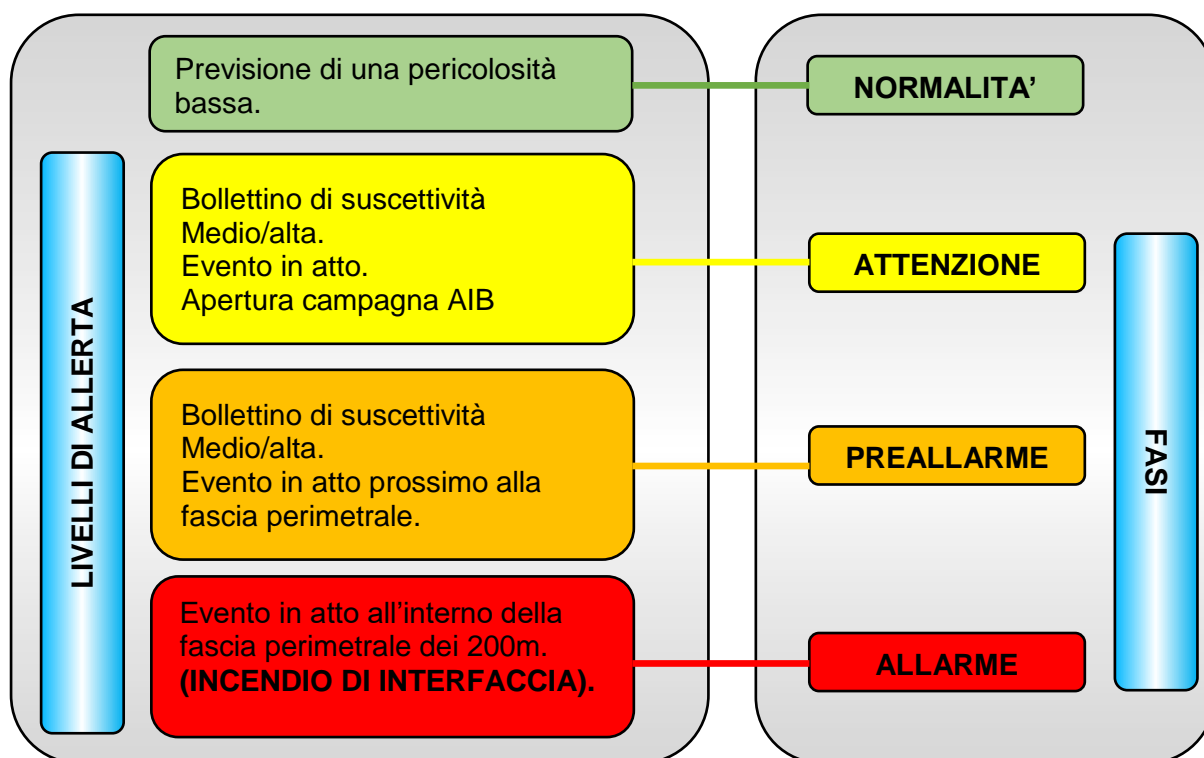 Previsione di una pericolosità
bassa.
NORMALITA’
LIVELLI DI ALLERTA
Bollettino di suscettività
Medio/alta.
Evento in atto.
Apertura campagna AIB
ATTENZIONE
FASI
Bollettino di suscettività
Medio/alta.
Evento in atto prossimo alla
fascia perimetrale.
PREALLARME
Evento in atto all’interno della
fascia perimetrale dei 200m.
(INCENDIO DI INTERFACCIA).
ALLARME